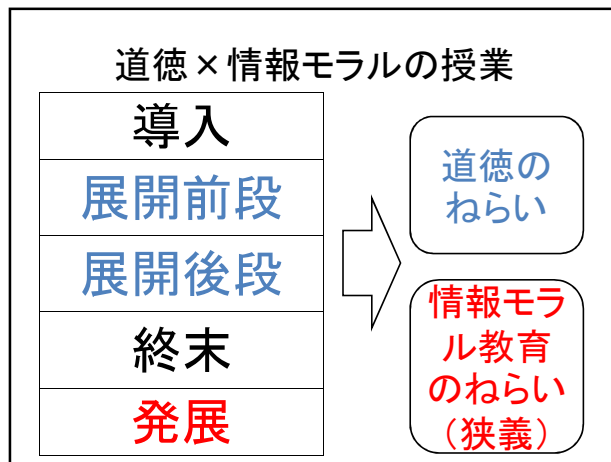 道徳×情報モラルの授業
導入
展開前段
展開後段
終末
発展
道徳の
ねらい
情報モラ
ル教育
のねらい
（狭義）